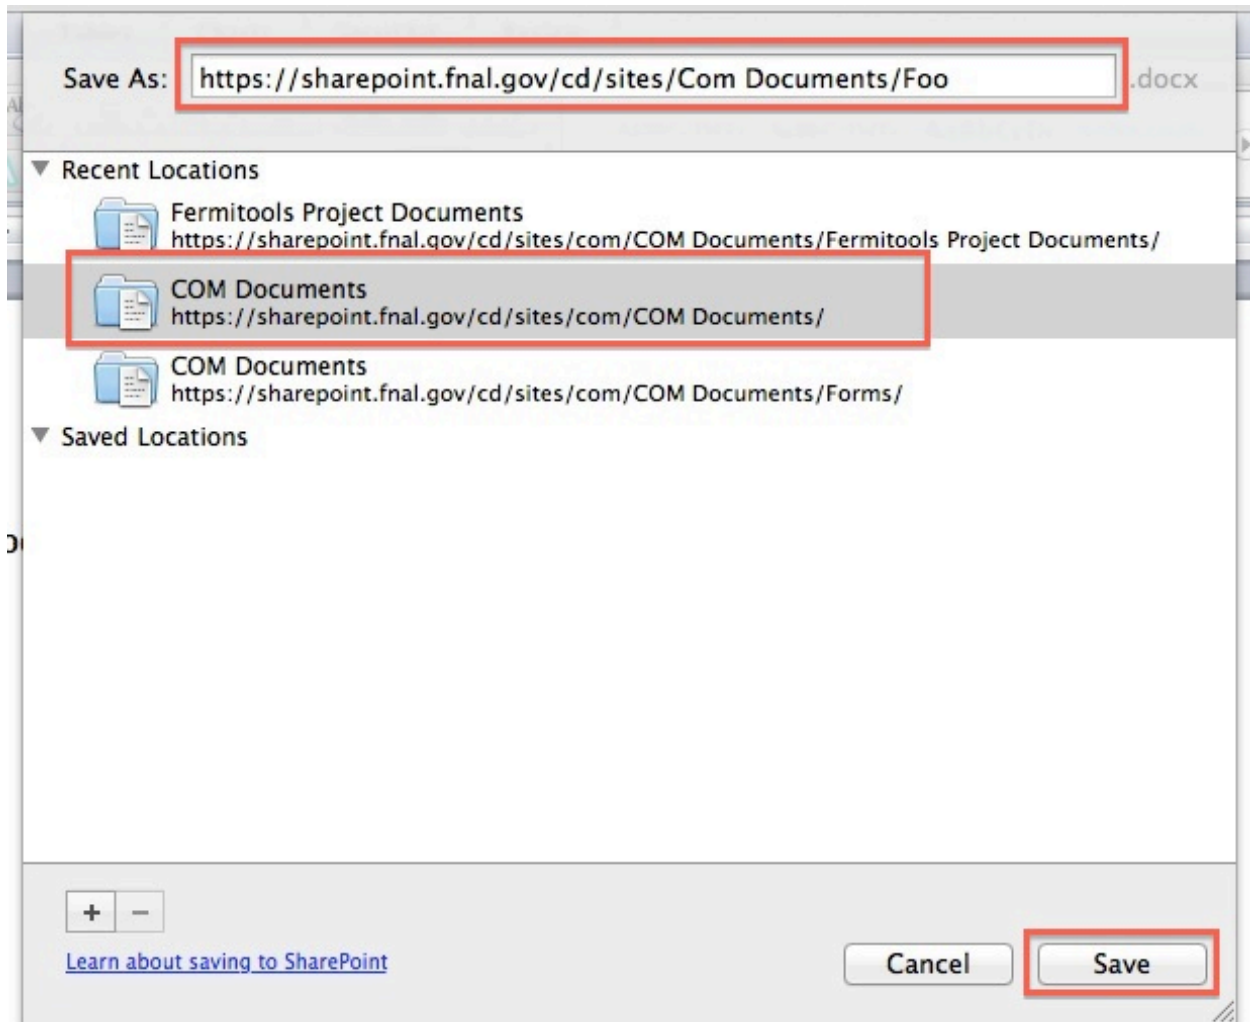 Save As: https://sharepoint.fnal.gov/cd/sites/Com Documents/Foo .docx
Recent Locations
Fermitools Project Documents
https://sharepoint.fnal.gov/cd/sites/com/COM Documents/Fermitools Project Documents/
COM Documents
https://sharepoint.fnal.gov/cd/sites/com/COM Documents/
COM Documents
https://sharepoint.fnal.gov/cd/sites/com/COM Documents/Forms/
Saved Locations
+ −
Learn about saving to SharePoint
Cancel Save